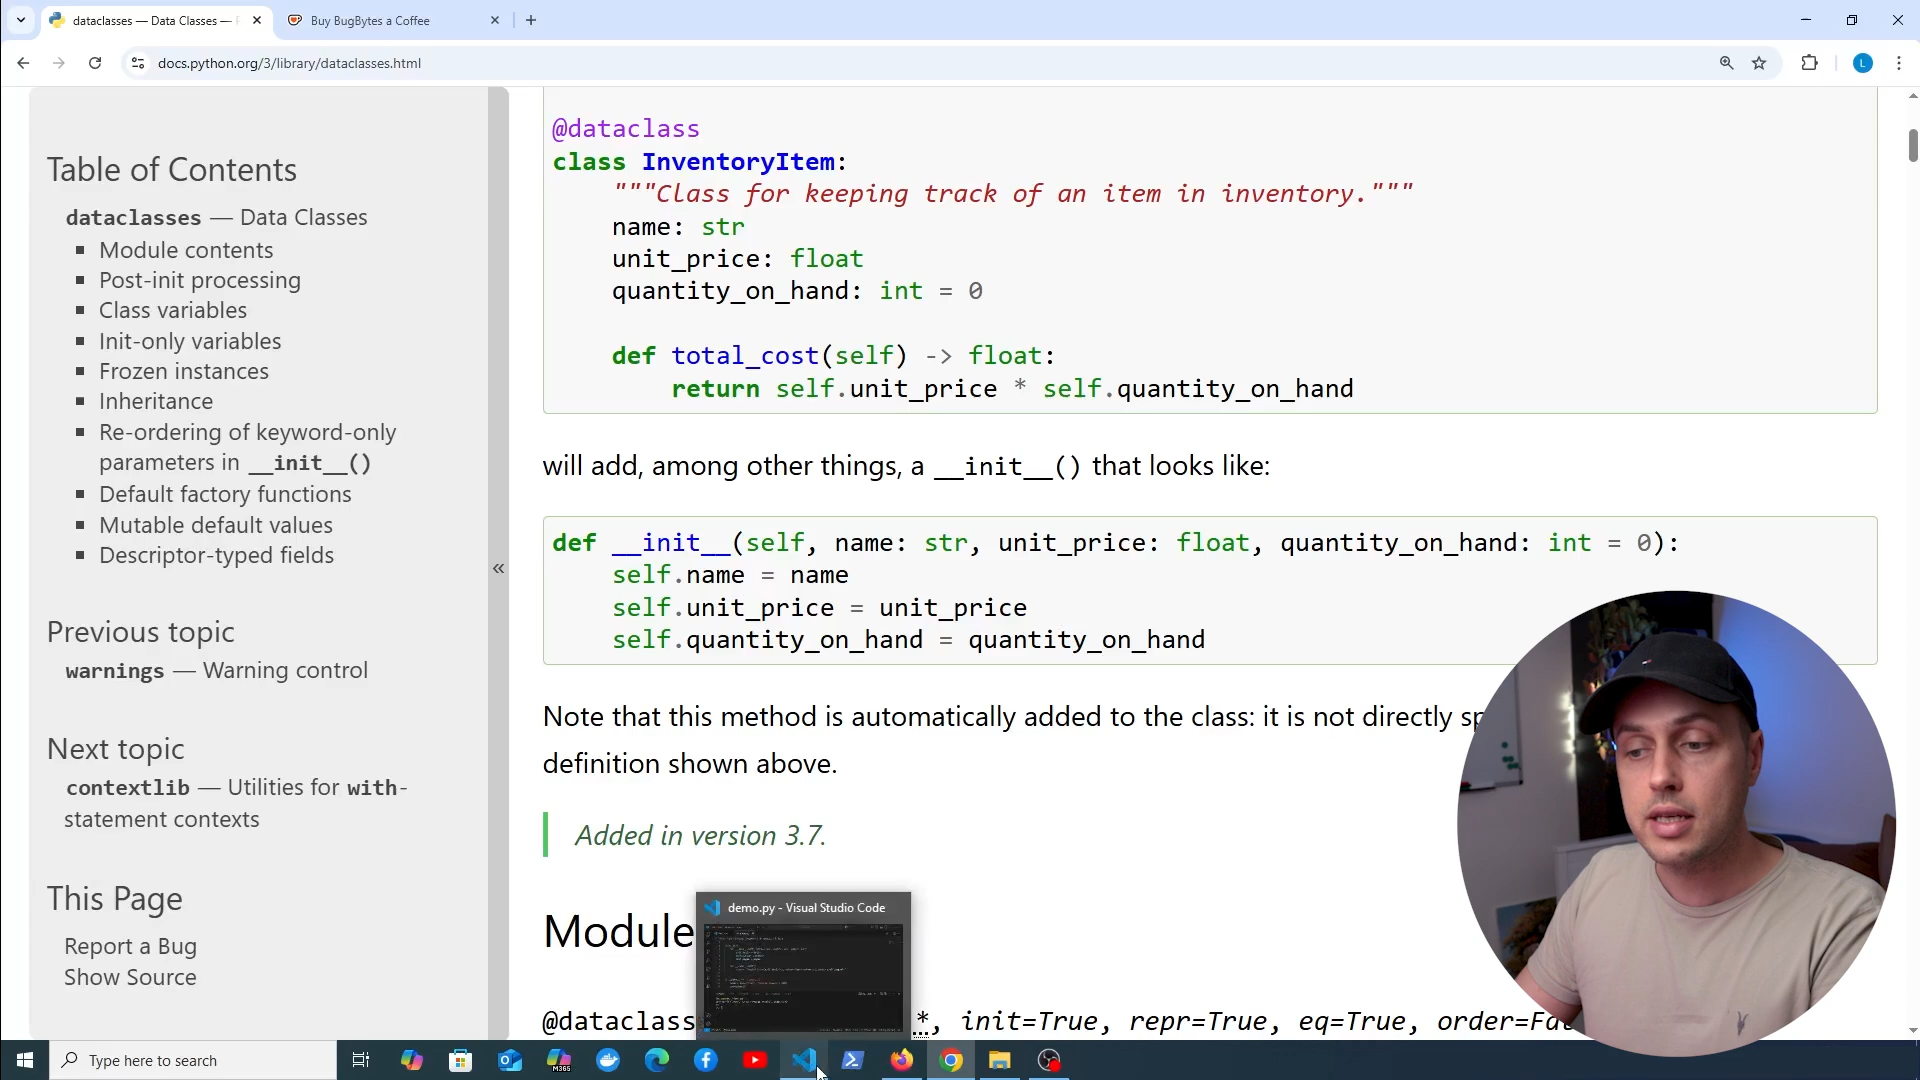 dataclasses — Data Classes —
Buy BugBytes a Coffee
docs.python.org/3/library/dataclasses.html
L
Table of Contents
dataclasses — Data Classes
Module contents
Post-init processing
Class variables
Init-only variables
Frozen instances
Inheritance
Re-ordering of keyword-only
parameters in __init__()
Default factory functions
Mutable default values
Descriptor-typed fields
Previous topic
warnings — Warning control
Next topic
contextlib — Utilities for with-
statement contexts
This Page
Report a Bug
Show Source
«
@dataclass
class InventoryItem:
"""Class for keeping track of an item in inventory."""
name: str
unit_price: float
quantity_on_hand: int = 0
def total_cost(self) -> float:
return self.unit_price * self.quantity_on_hand
will add, among other things, a __init__() that looks like:
def __init__(self, name: str, unit_price: float, quantity_on_hand: int = 0):
self.name = name
self.unit_price = unit_price
self.quantity_on_hand = quantity_on_hand
Note that this method is automatically added to the class: it is not directly sp
definition shown above.
Added in version 3.7.
Module
demo.py - Visual Studio Code
@dataclass *, init=True, repr=True, eq=True, order=Fa
Type here to search
M365